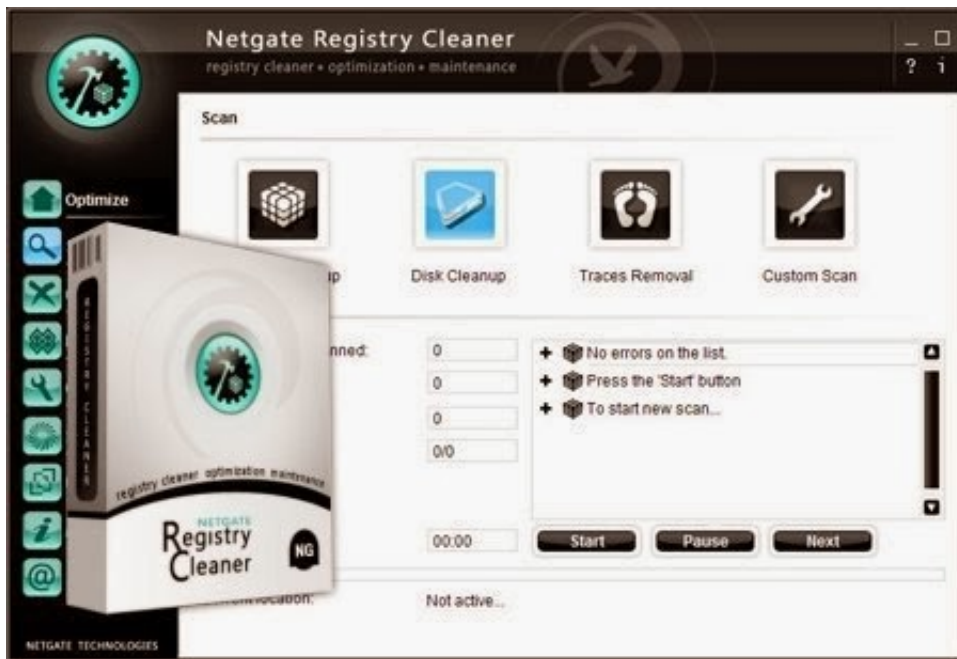 Netgate Registry Cleaner
registry cleaner • optimization • maintenance
? i
Scan
Optimize
up
Disk Cleanup
Traces Removal
Custom Scan
nned:
0
0
0
0/0
00:00
No errors on the list.
Press the 'Start' button
To start new scan...
Start
Pause
Next
location:
Not active...
REGISTRY CLEANER
registry cleaner optimization maintenance
NETGATE
Registry
Cleaner
NG
NETGATE TECHNOLOGIES